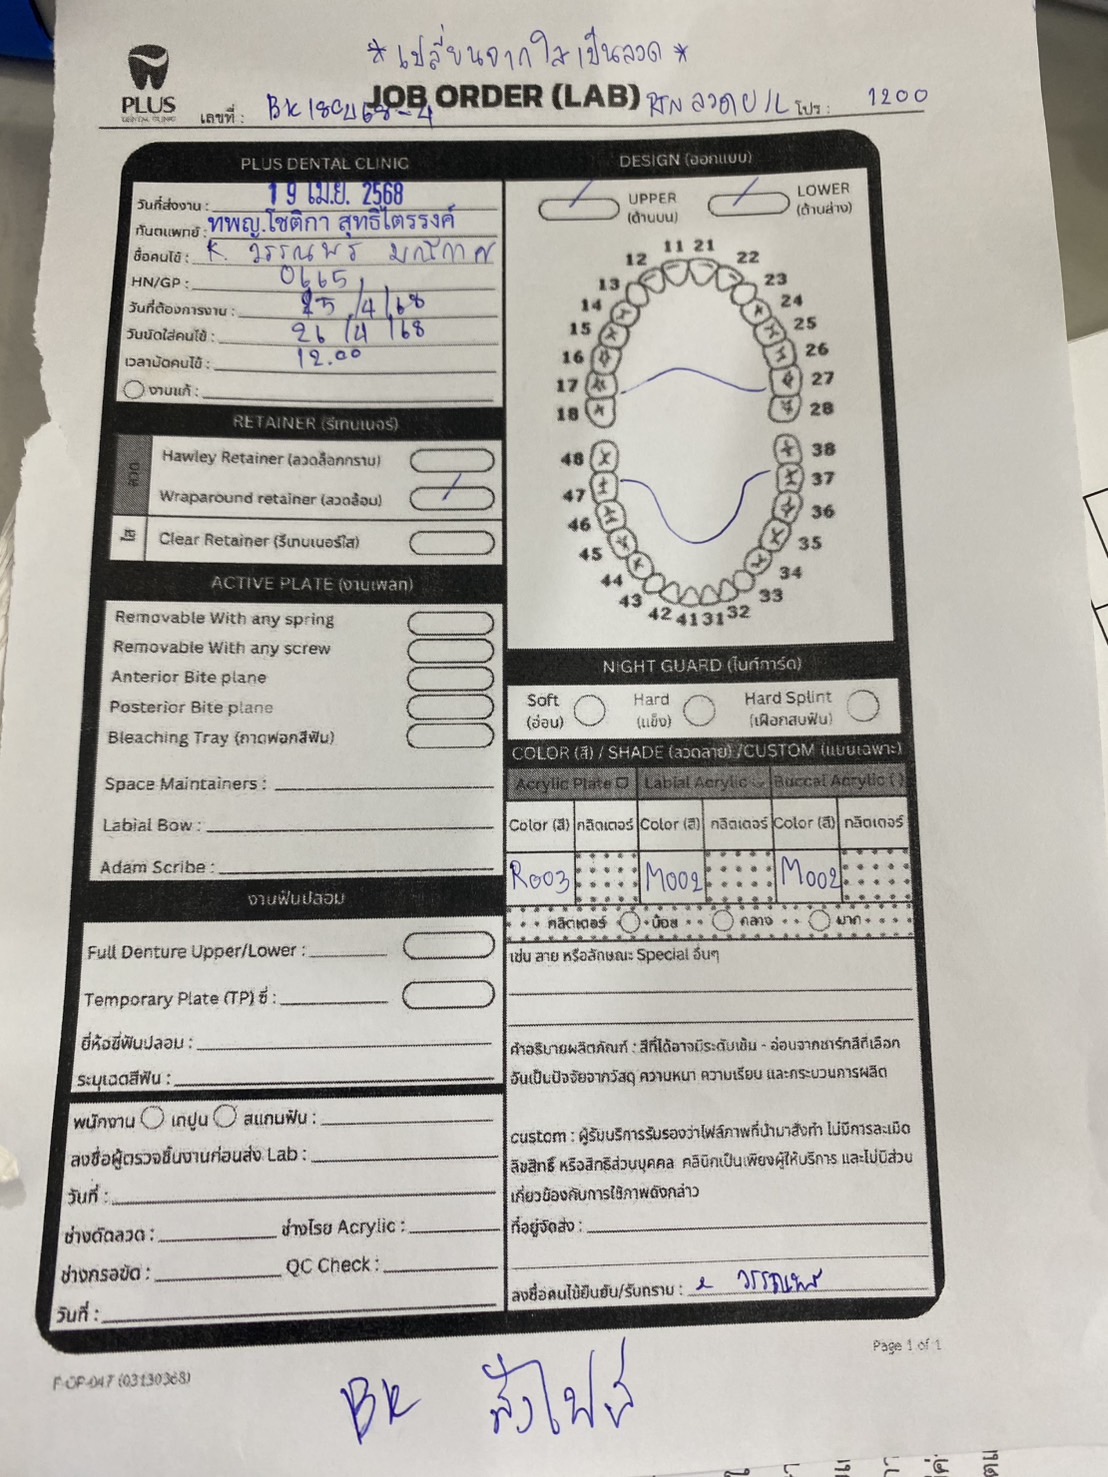 *เปลี่ยนจากใสเป็นลวด*
PLUS
DENTAL CLINIC
เลขที่ : BK180468-4
JOB ORDER (LAB)
RTN ลวด U/L โปร : 1200
PLUS DENTAL CLINIC
วันที่ส่งงาน : 19 เม.ย. 2568
ทันตแพทย์ : ทพญ.โชติกา สุทธิไตรรงค์
ชื่อคนไข้ : K. วรรณพร
HN/GP : 0665
วันที่ต้องการงาน : 25/4/68
วันนัดใส่คนไข้ : 26/4/68
เวลานัดคนไข้ : 12.00
งานแก้ :
RETAINER (รีเทนเนอร์)
ลวด
Hawley Retainer (ลวดล็อกกราม)
Wraparound retainer (ลวดล้อม)
ใส
Clear Retainer (รีเทนเนอร์ใส)
ACTIVE PLATE (งานเพลท)
Removable With any spring
Removable With any screw
Anterior Bite plane
Posterior Bite plane
Bleaching Tray (ถาดฟอกสีฟัน)
Space Maintainers :
Labial Bow :
Adam Scribe :
งานฟันปลอม
Full Denture Upper/Lower :
Temporary Plate (TP) ซี่ :
ยี่ห้อซี่ฟันปลอม :
ระบุเฉดสีฟัน :
พนักงาน เทปูน สแกนฟัน :
ลงชื่อผู้ตรวจชิ้นงานก่อนส่ง Lab :
วันที่ :
ช่างดัดลวด : ช่างโรย Acrylic :
ช่างกรอขัด : QC Check :
วันที่ :
DESIGN (ออกแบบ)
UPPER
(ด้านบน)
LOWER
(ด้านล่าง)
11 21
12 22
13 23
14 24
15 25
16 26
17 27
18 28
48 38
47 37
46 36
45 35
44 34
43 33
42 41 31 32
NIGHT GUARD (ไนท์การ์ด)
Soft
(อ่อน)
Hard
(แข็ง)
Hard Splint
(เฝือกสบฟัน)
COLOR (สี) / SHADE (ลวดลาย) /CUSTOM (แบบเฉพาะ)
Acrylic Plate Labial Acrylic Buccal Acrylic ( )
Color (สี) กลิตเตอร์ Color (สี) กลิตเตอร์ Color (สี) กลิตเตอร์
R003 M002 M002
กลิตเตอร์ น้อย กลาง มาก
เช่น ลาย หรือลักษณะ Special อื่นๆ
คำอธิบายผลิตภัณฑ์ : สีที่ได้อาจมีระดับเข้ม - อ่อนจากชาร์ทสีที่เลือก
อันเป็นปัจจัยจากวัสดุ ความหนา ความเรียบ และกระบวนการผลิต
custom : ผู้รับบริการรับรองว่าไฟล์ภาพที่นำมาสั่งทำ ไม่มีการละเมิด
ลิขสิทธิ์ หรือสิทธิส่วนบุคคล คลินิกเป็นเพียงผู้ให้บริการ และไม่มีส่วน
เกี่ยวข้องกับการใช้ภาพดังกล่าว
ที่อยู่จัดส่ง :
ลงชื่อคนไข้ยืนยัน/รับทราบ : วรรณพร
Page 1 of 1
F-OP-047 (03130368)
BK ส่งไฟล์